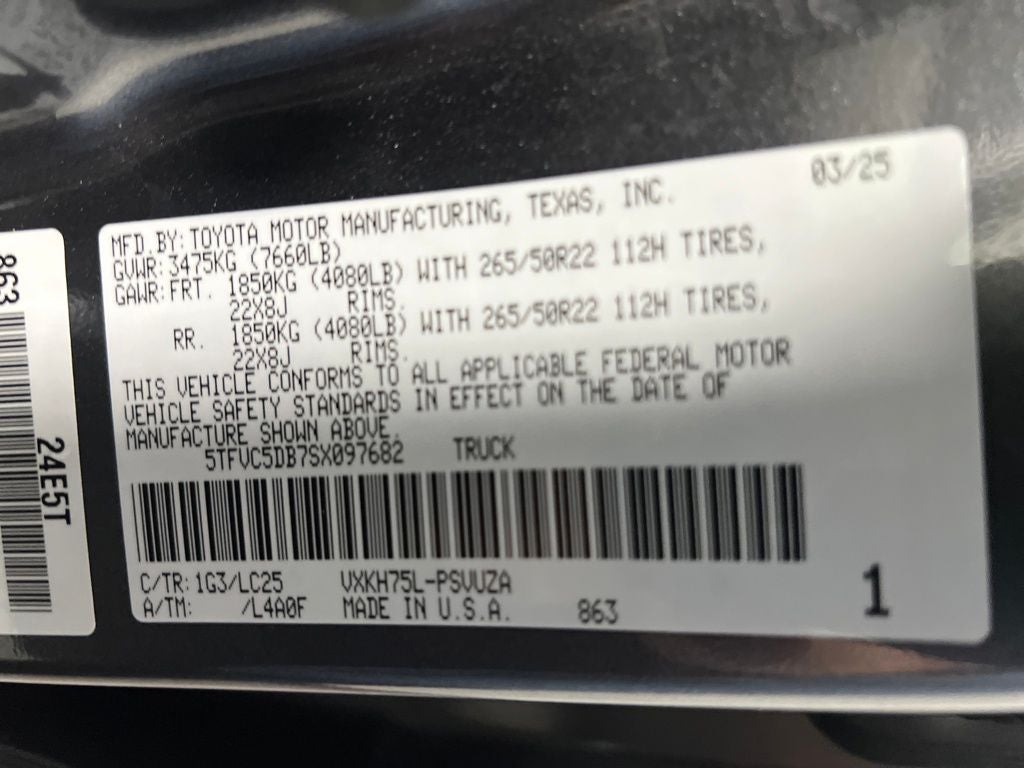 MFD.BY: TOYOTA MOTOR MANUFACTURING, TEXAS, INC. 03/25
GVWR: 3475KG (7660LB)
GAWR: FRT. 1850KG (4080LB) WITH 265/50R22 112H TIRES,
22X8J RIMS.
RR. 1850KG (4080LB) WITH 265/50R22 112H TIRES,
22X8J RIMS.
THIS VEHICLE CONFORMS TO ALL APPLICABLE FEDERAL MOTOR
VEHICLE SAFETY STANDARDS IN EFFECT ON THE DATE OF
MANUFACTURE SHOWN ABOVE.
5TFVC5DB7SX097682 TRUCK
C/TR: 1G3/LC25 VXKH75L-PSVUZA
A/TM: /L4A0F MADE IN U.S.A. 863
1
863
24E5T